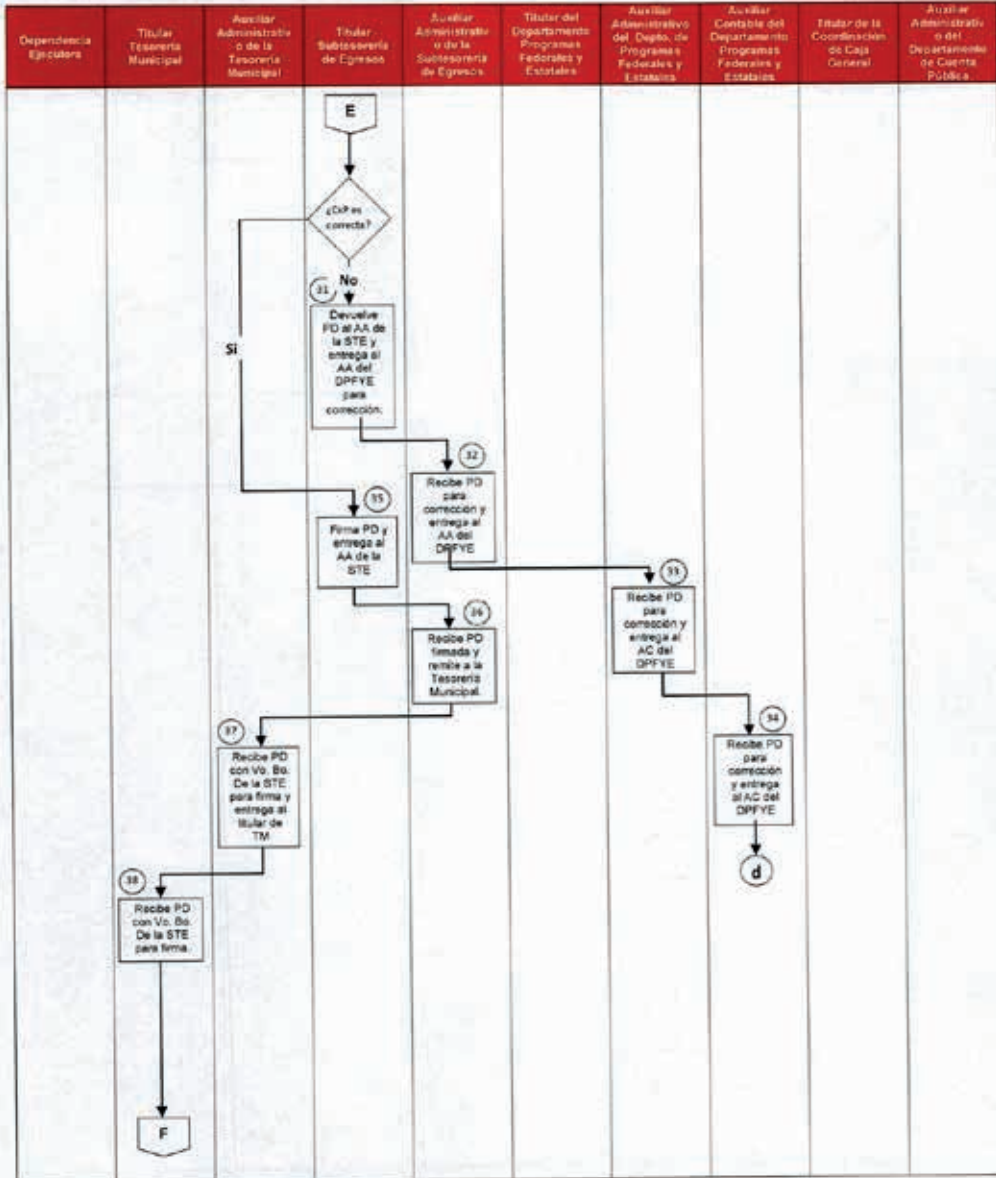 Dependencia
Ejecutora
Titular
Tesorería
Municipal
Auxiliar
Administrativ
o de la
Tesorería
Municipal
Titular
Subtesorería
de Egresos
Auxiliar
Administrativ
o de la
Subtesorería
de Egresos
Titular del
Departamento
Programas
Federales y
Estatales
Auxiliar
Administrativo
del Depto. de
Programas
Federales y
Estatales
Auxiliar
Contable del
Departamento
Programas
Federales y
Estatales
Titular de la
Coordinación
de Caja
General
Auxiliar
Administrativ
o del
Departamento
de Cuenta
Pública
E
es
correcta?
No
Si
31
Devuelve
PD al AA de
la STE y
entrega al
AA del
DPFYE
para
corrección.
32
Recibe PD
para
corrección y
entrega al
AA del
DPFYE
35
Firma PD y
entrega al
AA de la
STE
33
Recibe PD
para
corrección y
entrega al
AC del
DPFYE
36
Recibe PD
firmada y
remite a la
Tesorería
Municipal.
34
Recibe PD
para
corrección
y entrega
al AC del
DPFYE
37
Recibe PD
con Vo. Bo.
De la STE
para firma y
entrega al
titular de
TM
d
38
Recibe PD
con Vo. Bo.
De la STE
para firma.
F